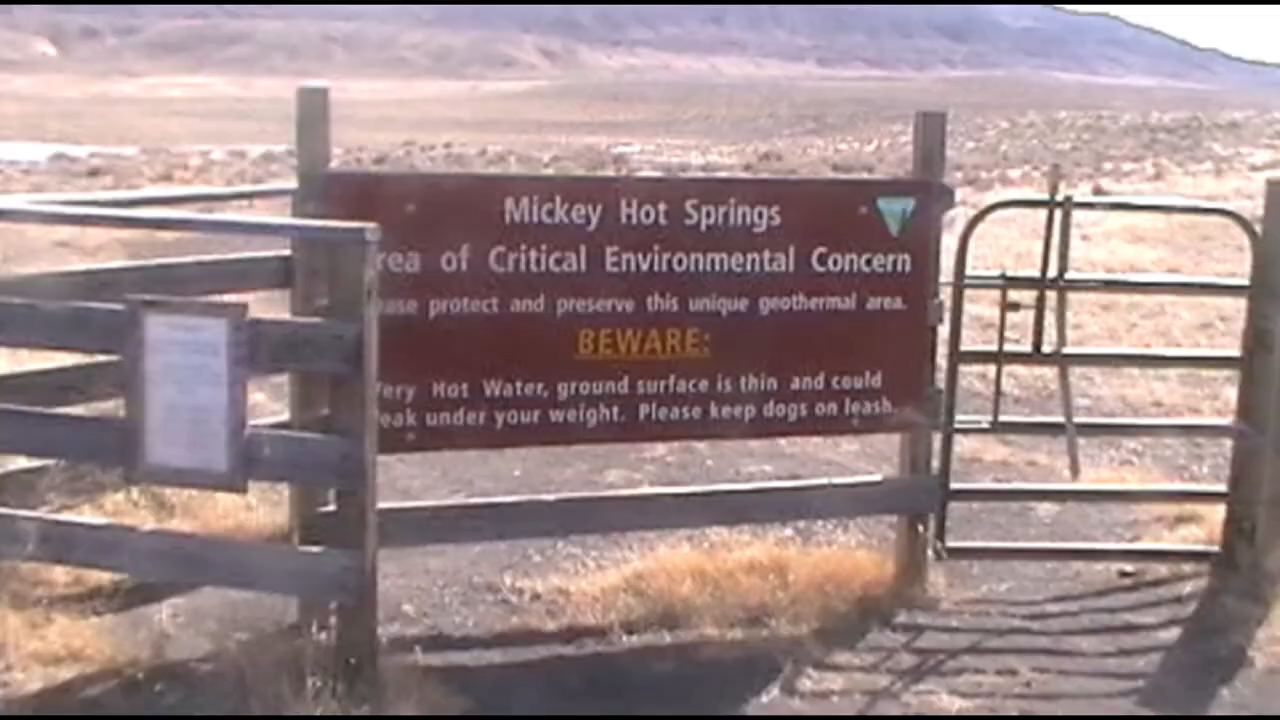 Mickey Hot Springs
rea of Critical Environmental Concern
ase protect and preserve this unique geothermal area.
BEWARE:
ery Hot Water, ground surface is thin and could
eak under your weight. Please keep dogs on leash.